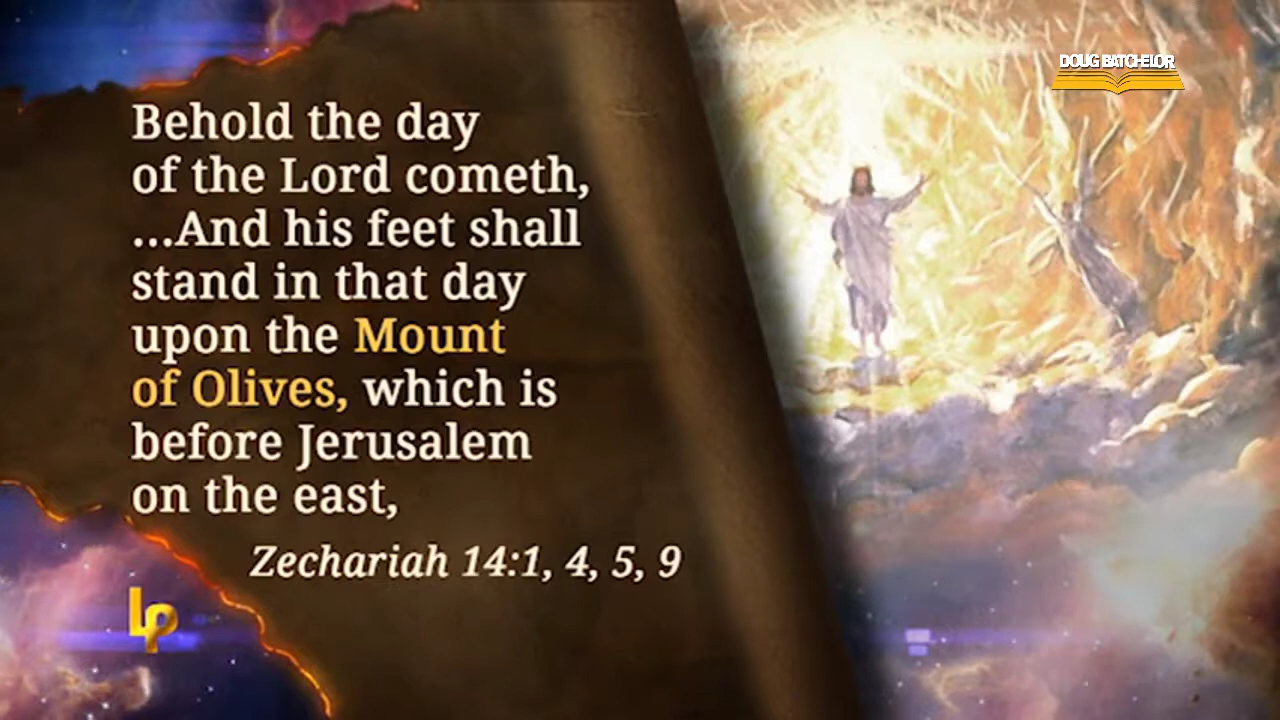 DOUG BATCHELOR
Behold the day
of the Lord cometh,
...And his feet shall
stand in that day
upon the Mount
of Olives, which is
before Jerusalem
on the east,
Zechariah 14:1, 4, 5, 9
Lp